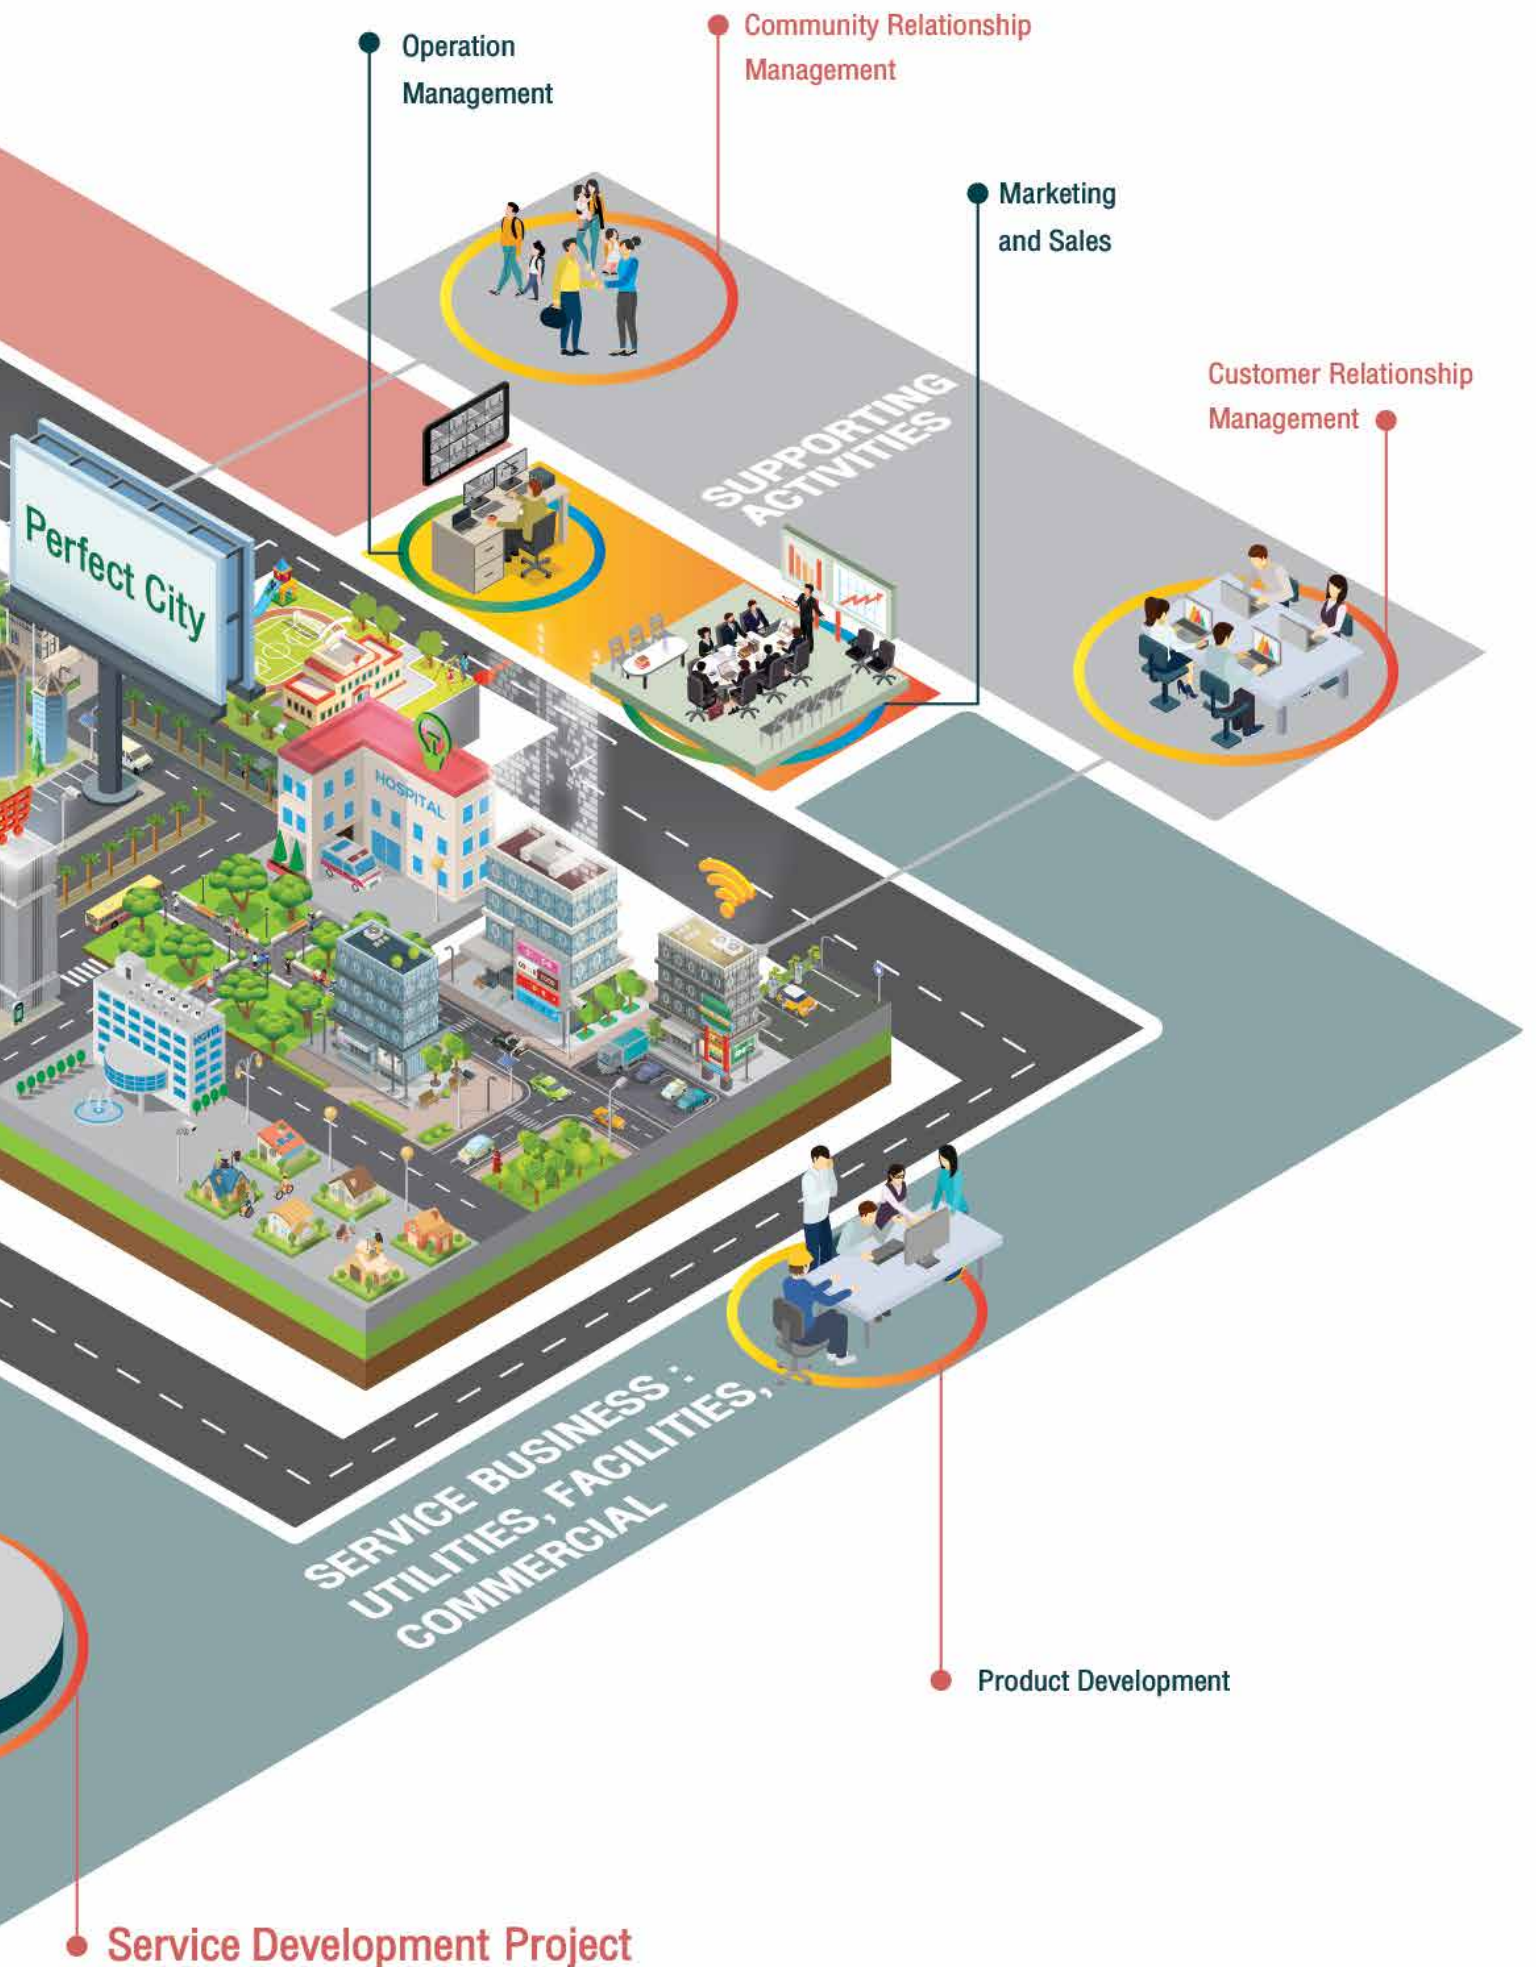 Community Relationship
Management
Operation
Management
Marketing
and Sales
Customer Relationship
Management
SUPPORTING
ACTIVITIES
Perfect City
HOSPITAL
HOTEL
SERVICE BUSINESS :
UTILITIES, FACILITIES,
COMMERCIAL
Product Development
Service Development Project